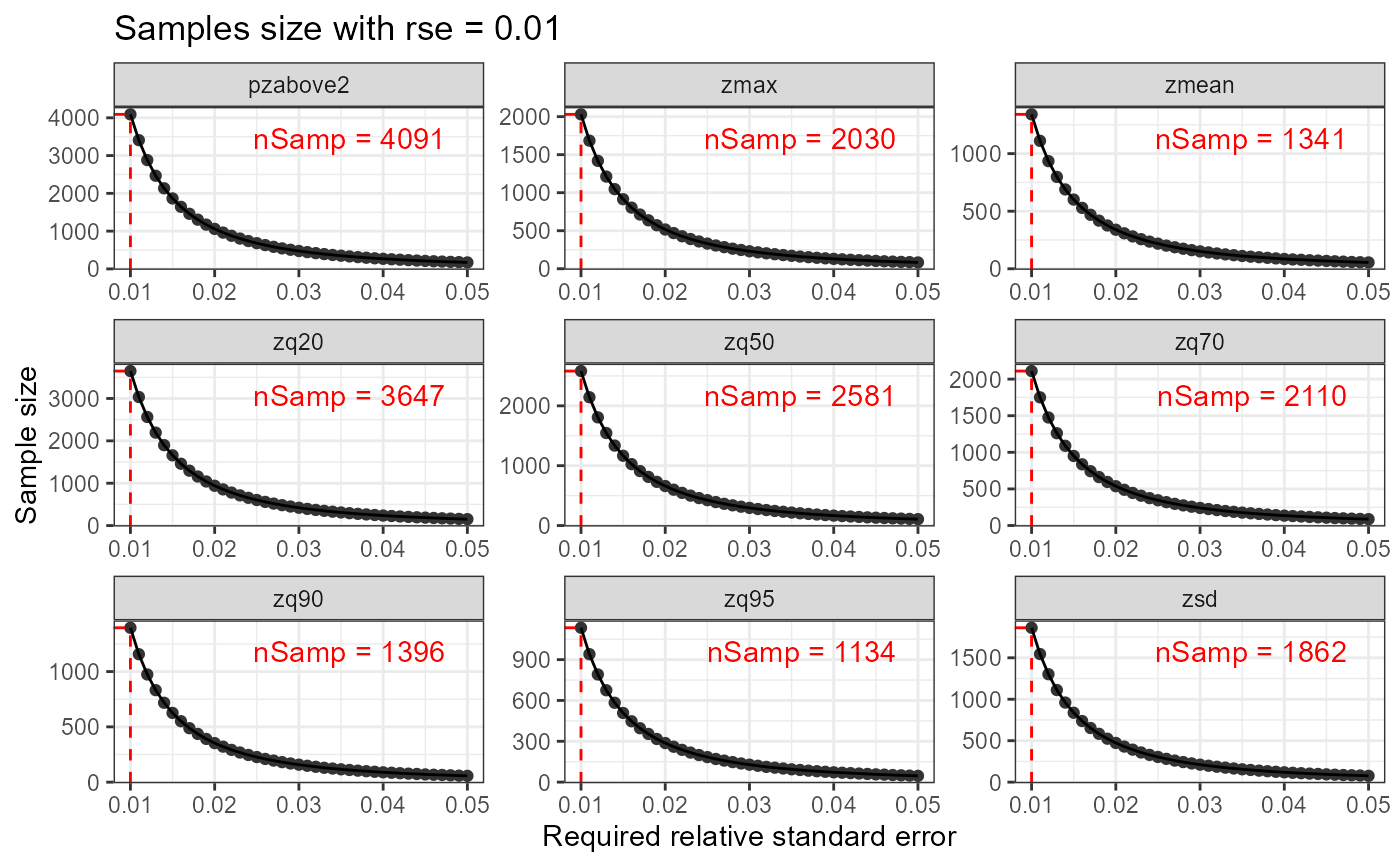 Samples size with rse = 0.01
pzabove2
zmax
zmean
4000
3000
2000
1000
0
nSamp = 4091
0.01 0.02 0.03 0.04 0.05
2000
1500
1000
500
0
nSamp = 2030
0.01 0.02 0.03 0.04 0.05
1000
500
0
nSamp = 1341
0.01 0.02 0.03 0.04 0.05
Sample size
zq20
zq50
zq70
3000
2000
1000
0
nSamp = 3647
0.01 0.02 0.03 0.04 0.05
2000
1000
0
nSamp = 2581
0.01 0.02 0.03 0.04 0.05
2000
1500
1000
500
0
nSamp = 2110
0.01 0.02 0.03 0.04 0.05
zq90
zq95
zsd
1000
500
0
nSamp = 1396
0.01 0.02 0.03 0.04 0.05
900
600
300
0
nSamp = 1134
0.01 0.02 0.03 0.04 0.05
1500
1000
500
0
nSamp = 1862
0.01 0.02 0.03 0.04 0.05
Required relative standard error